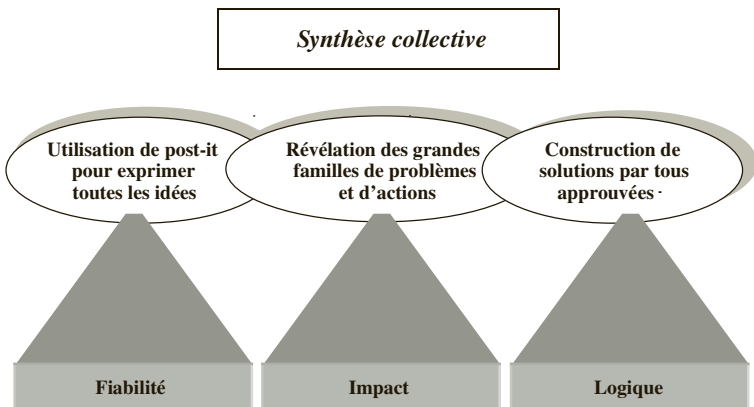 Synthèse collective
Utilisation de post-it
pour exprimer
toutes les idées
Révélation des grandes
familles de problèmes
et d'actions
Construction de
solutions par tous
approuvées
Fiabilité
Impact
Logique